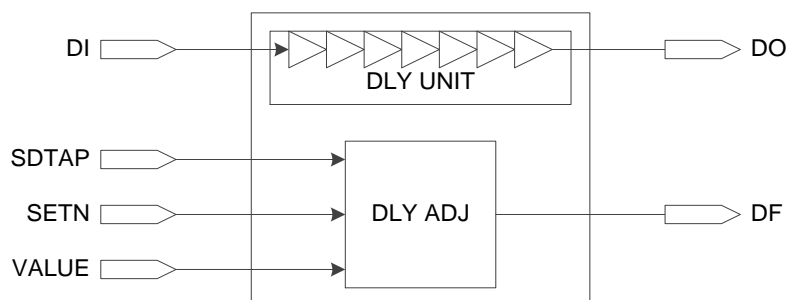 DI
DO
DLY UNIT
SDTAP
SETN
DLY ADJ
DF
VALUE